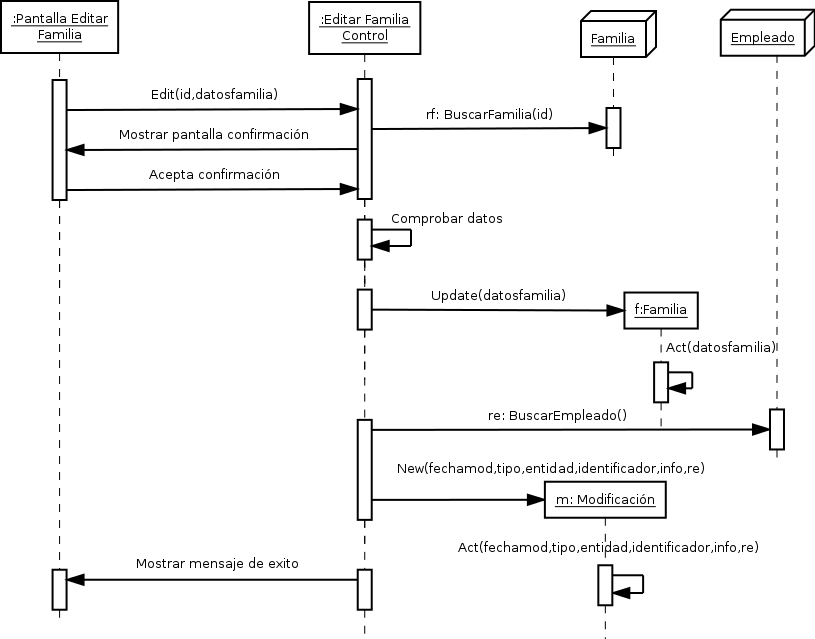 :Pantalla Editar
Familia
:Editar Familia
Control
Familia
Empleado
Edit(id,datosfamilia)
rf: BuscarFamilia(id)
Mostrar pantalla confirmación
Acepta confirmación
Comprobar datos
Update(datosfamilia)
f:Familia
Act(datosfamilia)
re: BuscarEmpleado()
New(fechamod,tipo,entidad,identificador,info,re)
m: Modificación
Act(fechamod,tipo,entidad,identificador,info,re)
Mostrar mensaje de exito